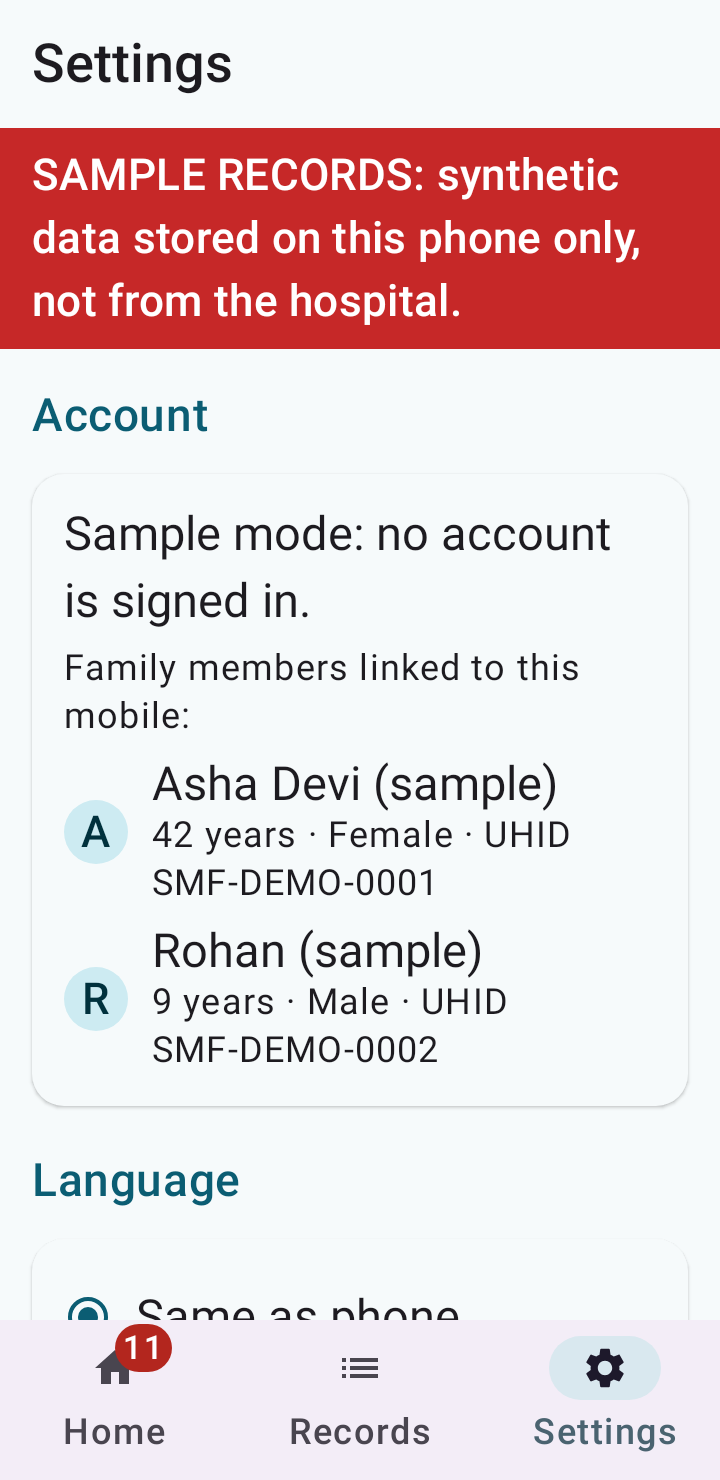 Settings
SAMPLE RECORDS: synthetic
data stored on this phone only,
not from the hospital.
Account
Sample mode: no account
is signed in.
Family members linked to this
mobile:
Asha Devi (sample)
A
42 years · Female · UHID
SMF-DEMO-0001
Rohan (sample)
R
9 years · Male · UHID
SMF-DEMO-0002
Language
Same as phone
11
Home
Records
Settings